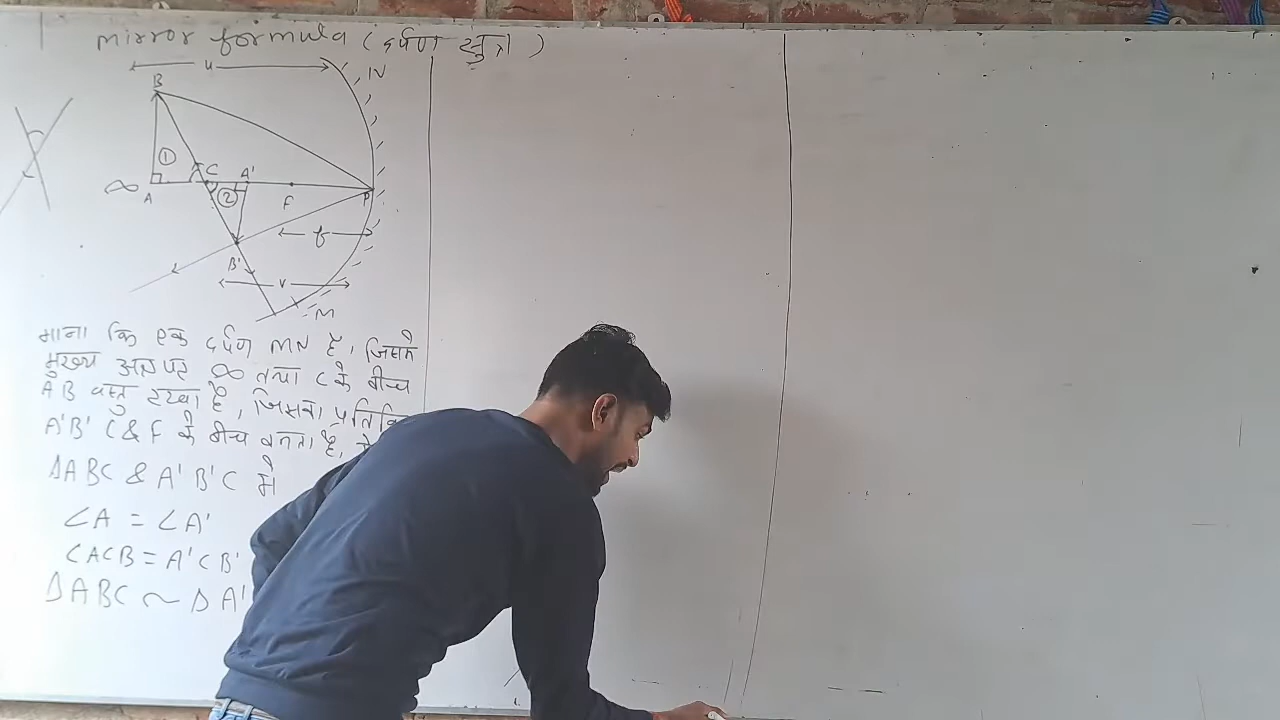 mirror formula (दर्पण सुत्र)
u
N
B
①
C
A'
∞
A
②
F
P
f
B'
v
M
माना कि एक दर्पण MN है, जिसके
मुख्य अक्ष पर ∞ तथा C के बीच
AB वस्तु रखा है, जिसका
A'B' C & F के बीच बनता है,
ΔABC & A'B'C में
∠A = ∠A'
∠ACB = A'CB'
ΔABC ~ ΔA'